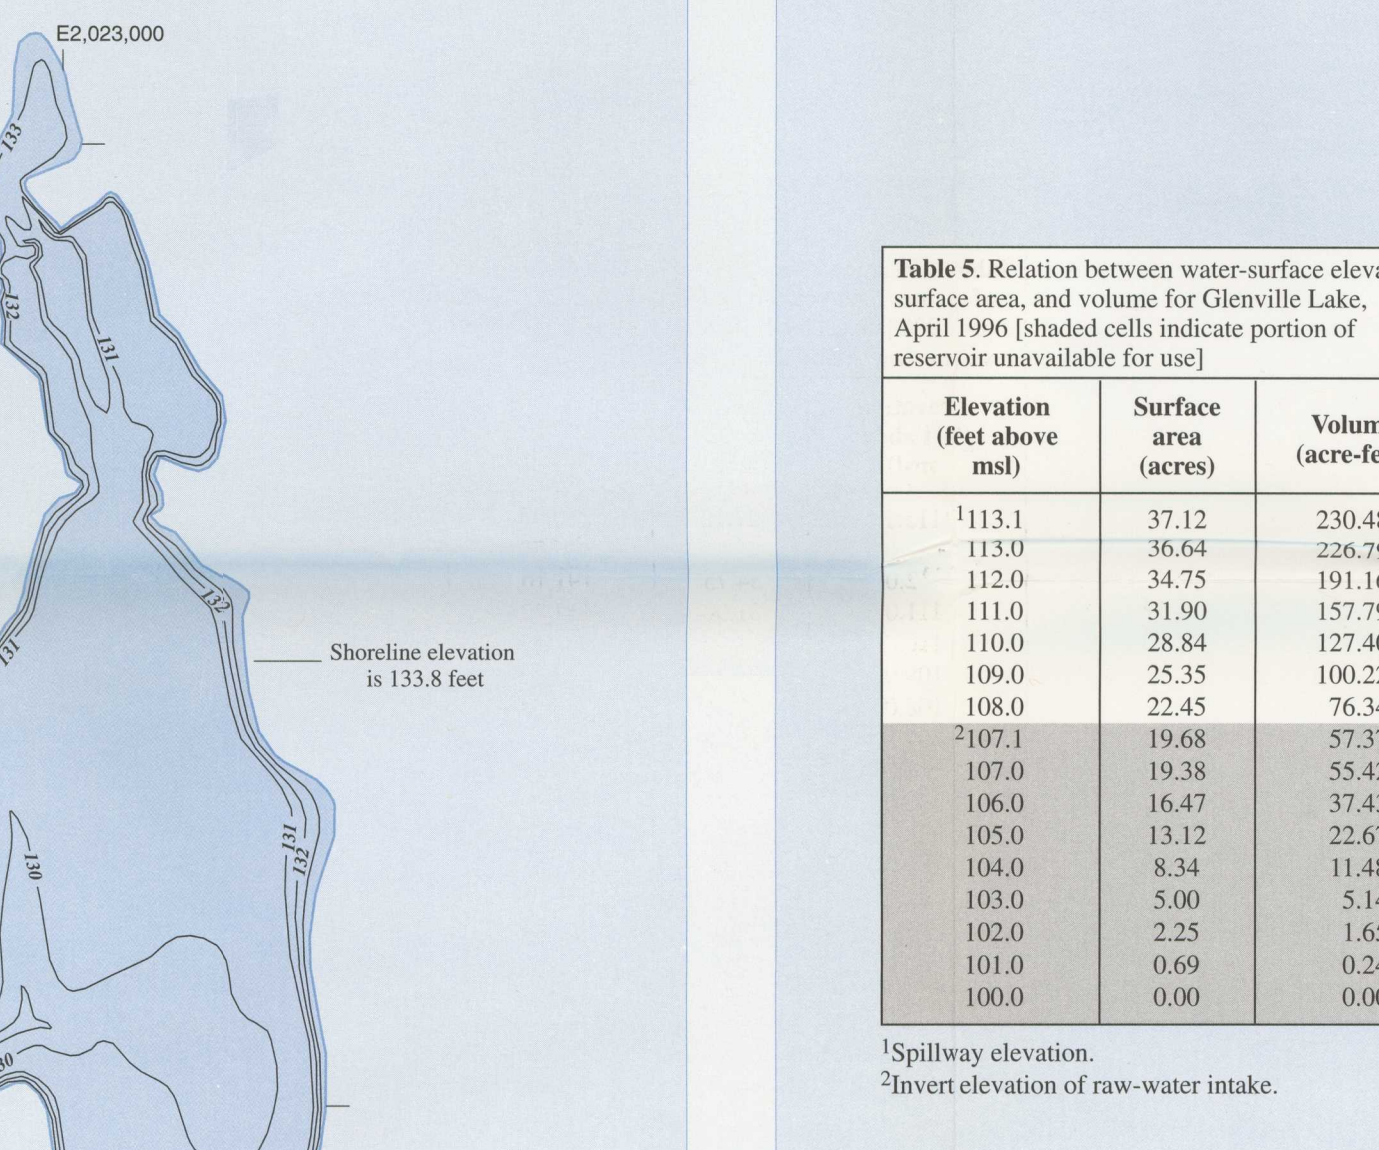 E2,023,000
133
132
131
132
131
Shoreline elevation
is 133.8 feet
131
132
130
30
Table 5. Relation between water-surface eleva
surface area, and volume for Glenville Lake,
April 1996 [shaded cells indicate portion of
reservoir unavailable for use]
Elevation (feet above msl) Surface area (acres) Volum (acre-fe
1113.1 37.12 230.48
113.0 36.64 226.79
112.0 34.75 191.16
111.0 31.90 157.79
110.0 28.84 127.40
109.0 25.35 100.22
108.0 22.45 76.34
2107.1 19.68 57.37
107.0 19.38 55.42
106.0 16.47 37.43
105.0 13.12 22.67
104.0 8.34 11.48
103.0 5.00 5.14
102.0 2.25 1.65
101.0 0.69 0.24
100.0 0.00 0.00
1Spillway elevation.
2Invert elevation of raw-water intake.